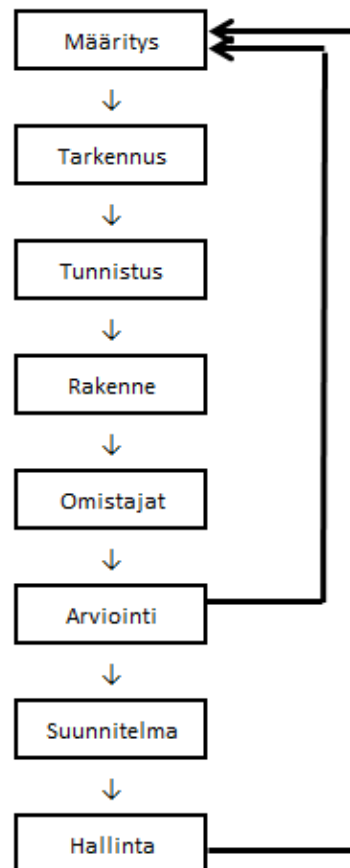 Määritys
Tarkennus
Tunnistus
Rakenne
Omistajat
Arviointi
Suunnitelma
Hallinta